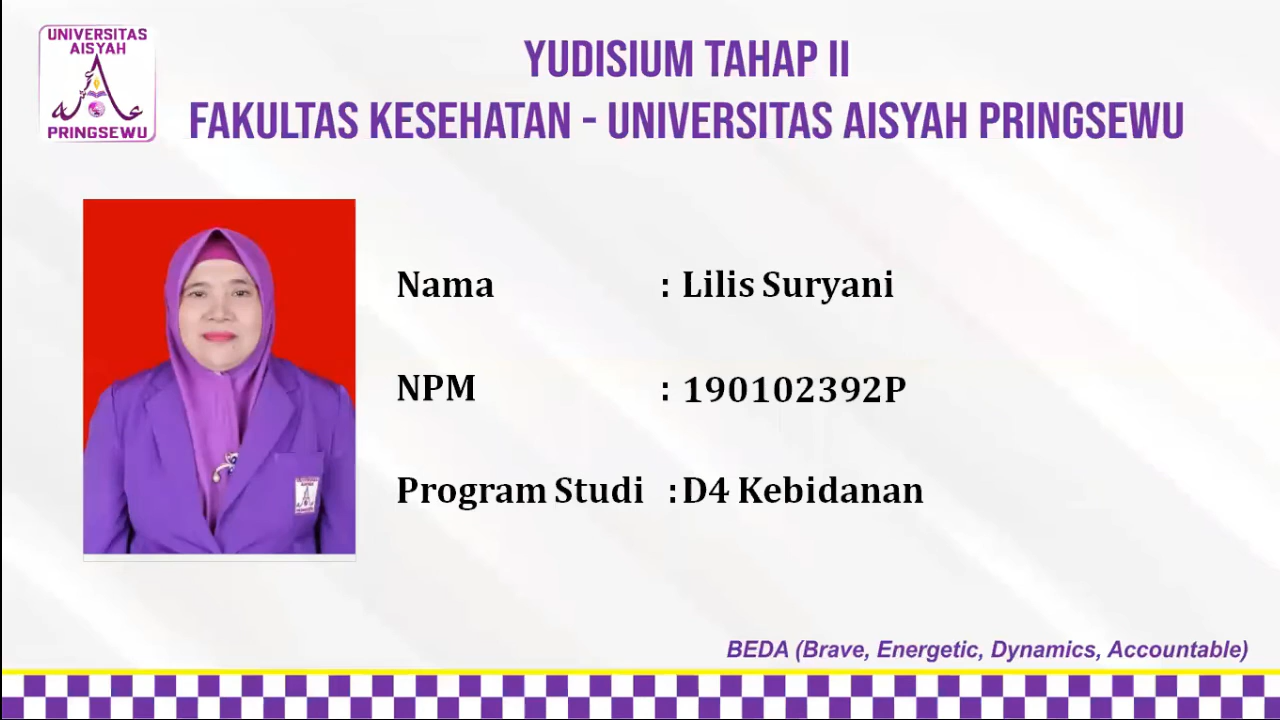 UNIVERSITAS
AISYAH
PRINGSEWU
YUDISIUM TAHAP II
FAKULTAS KESEHATAN - UNIVERSITAS AISYAH PRINGSEWU
Nama : Lilis Suryani
NPM : 190102392P
Program Studi : D4 Kebidanan
BEDA (Brave, Energetic, Dynamics, Accountable)